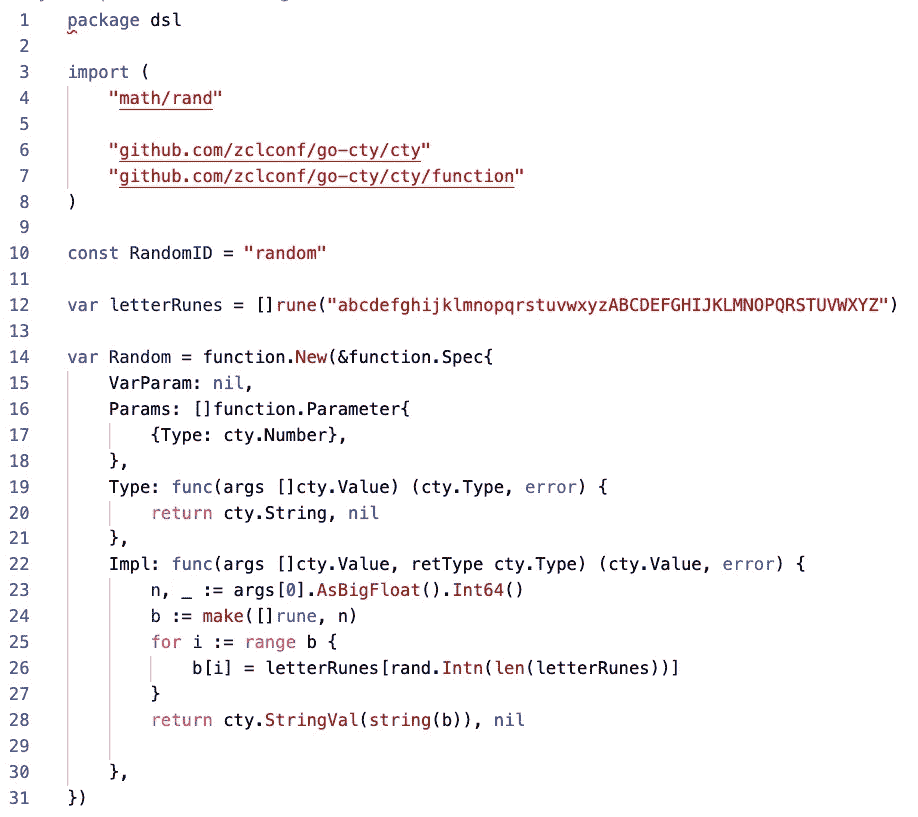 1 package dsl
2
3 import (
4     "math/rand"
5
6     "github.com/zclconf/go-cty/cty"
7     "github.com/zclconf/go-cty/cty/function"
8 )
9
10 const RandomID = "random"
11
12 var letterRunes = []rune("abcdefghijklmnopqrstuvwxyzABCDEFGHIJKLMNOPQRSTUVWXYZ")
13
14 var Random = function.New(&function.Spec{
15     VarParam: nil,
16     Params: []function.Parameter{
17         {Type: cty.Number},
18     },
19     Type: func(args []cty.Value) (cty.Type, error) {
20         return cty.String, nil
21     },
22     Impl: func(args []cty.Value, retType cty.Type) (cty.Value, error) {
23         n, _ := args[0].AsBigFloat().Int64()
24         b := make([]rune, n)
25         for i := range b {
26             b[i] = letterRunes[rand.Intn(len(letterRunes))]
27         }
28         return cty.StringVal(string(b)), nil
29
30     },
31 })